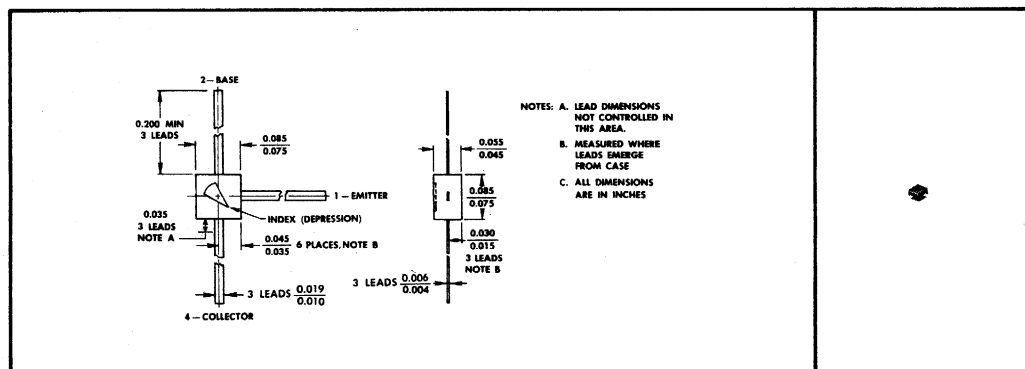 2—BASE
0.200 MIN
3 LEADS
0.085
0.075
1—EMITTER
INDEX (DEPRESSION)
0.035
3 LEADS
NOTE A
0.045
0.035
6 PLACES, NOTE B
3 LEADS
0.019
0.010
4—COLLECTOR
0.055
0.045
0.085
0.075
0.030
0.015
3 LEADS
NOTE B
3 LEADS
0.006
0.004
NOTES: A. LEAD DIMENSIONS
NOT CONTROLLED IN
THIS AREA.
B. MEASURED WHERE
LEADS EMERGE
FROM CASE
C. ALL DIMENSIONS
ARE IN INCHES